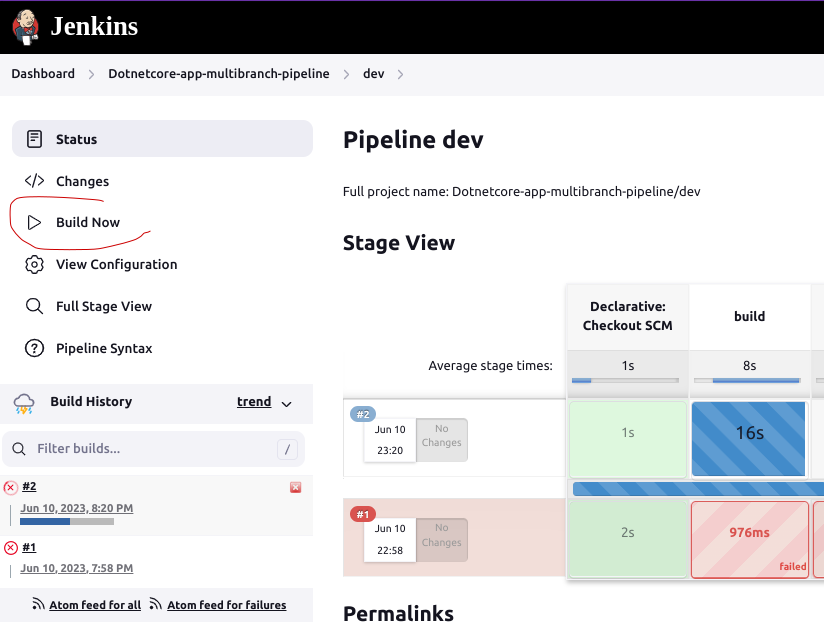 Jenkins
Dashboard
Dotnetcore-app-multibranch-pipeline
dev
Status
Changes
Build Now
View Configuration
Full Stage View
Pipeline Syntax
Build History
trend
Filter builds...
/
#2
Jun 10, 2023, 8:20 PM
#1
Jun 10, 2023, 7:58 PM
Atom feed for all
Atom feed for failures
Pipeline dev
Full project name: Dotnetcore-app-multibranch-pipeline/dev
Stage View
Declarative:
Checkout SCM
build
Average stage times:
1s
8s
#2
Jun 10
23:20
No
Changes
1s
16s
#1
Jun 10
22:58
No
Changes
2s
976ms
failed
Permalinks